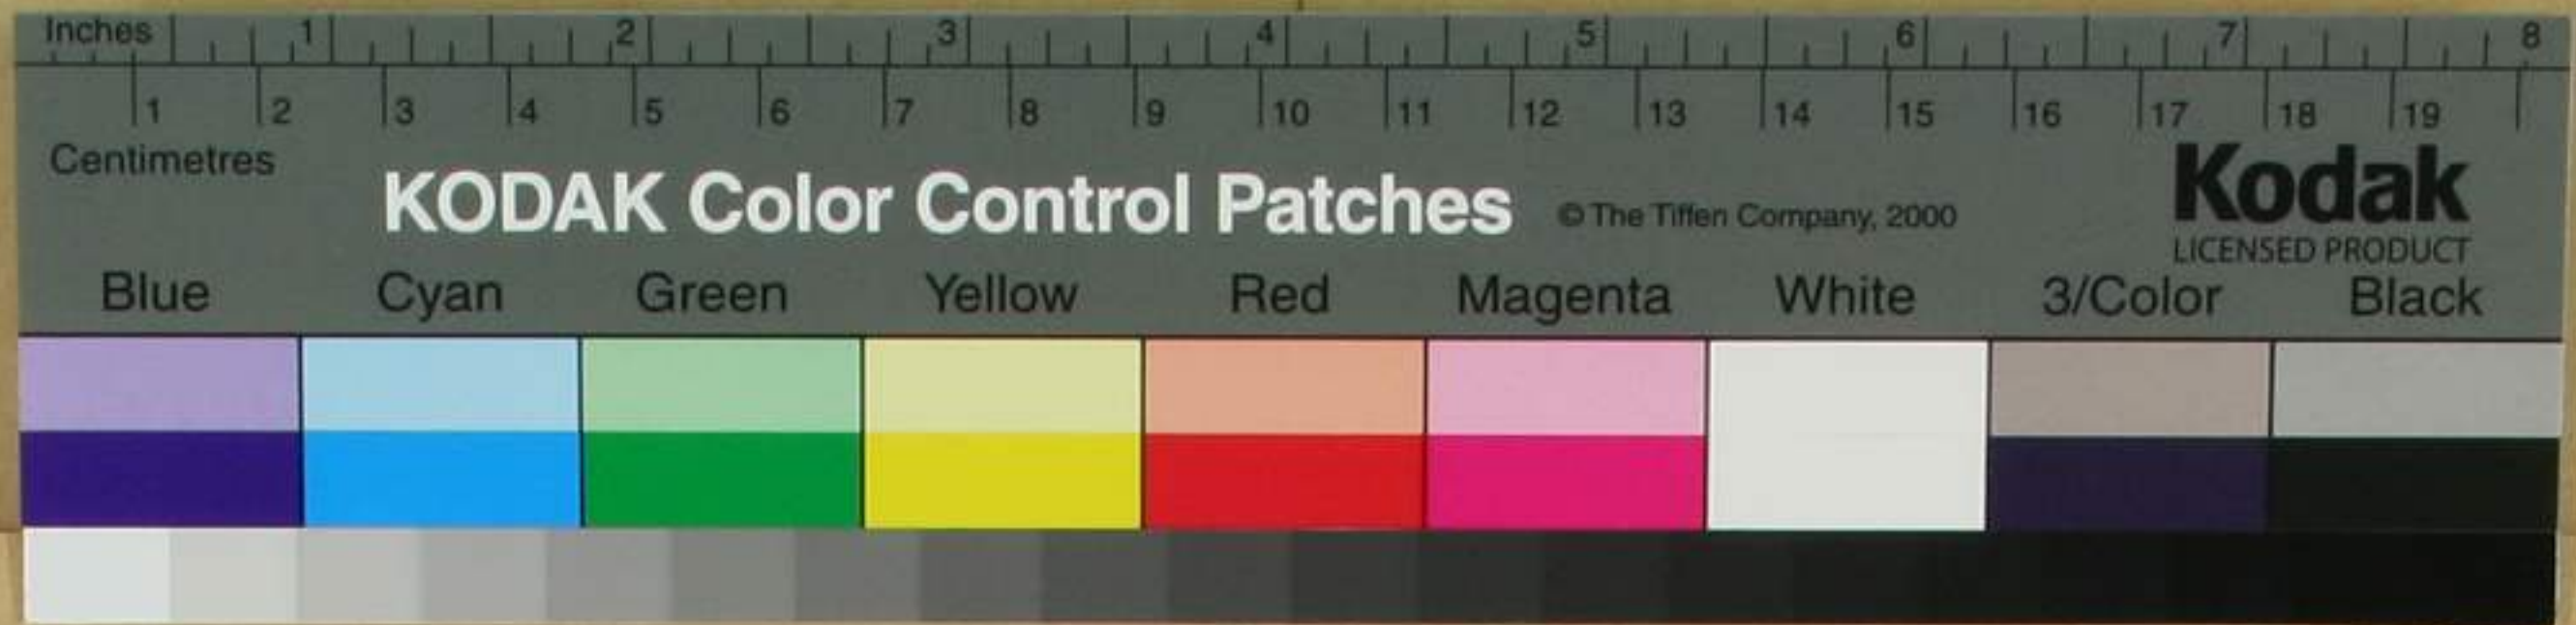 Inches 1 2 3 4 5 6 7 8
1 2 3 4 5 6 7 8 9 10 11 12 13 14 15 16 17 18 19
Centimetres
KODAK Color Control Patches © The Tiffen Company, 2000
Kodak
LICENSED PRODUCT
Blue Cyan Green Yellow Red Magenta White 3/Color Black